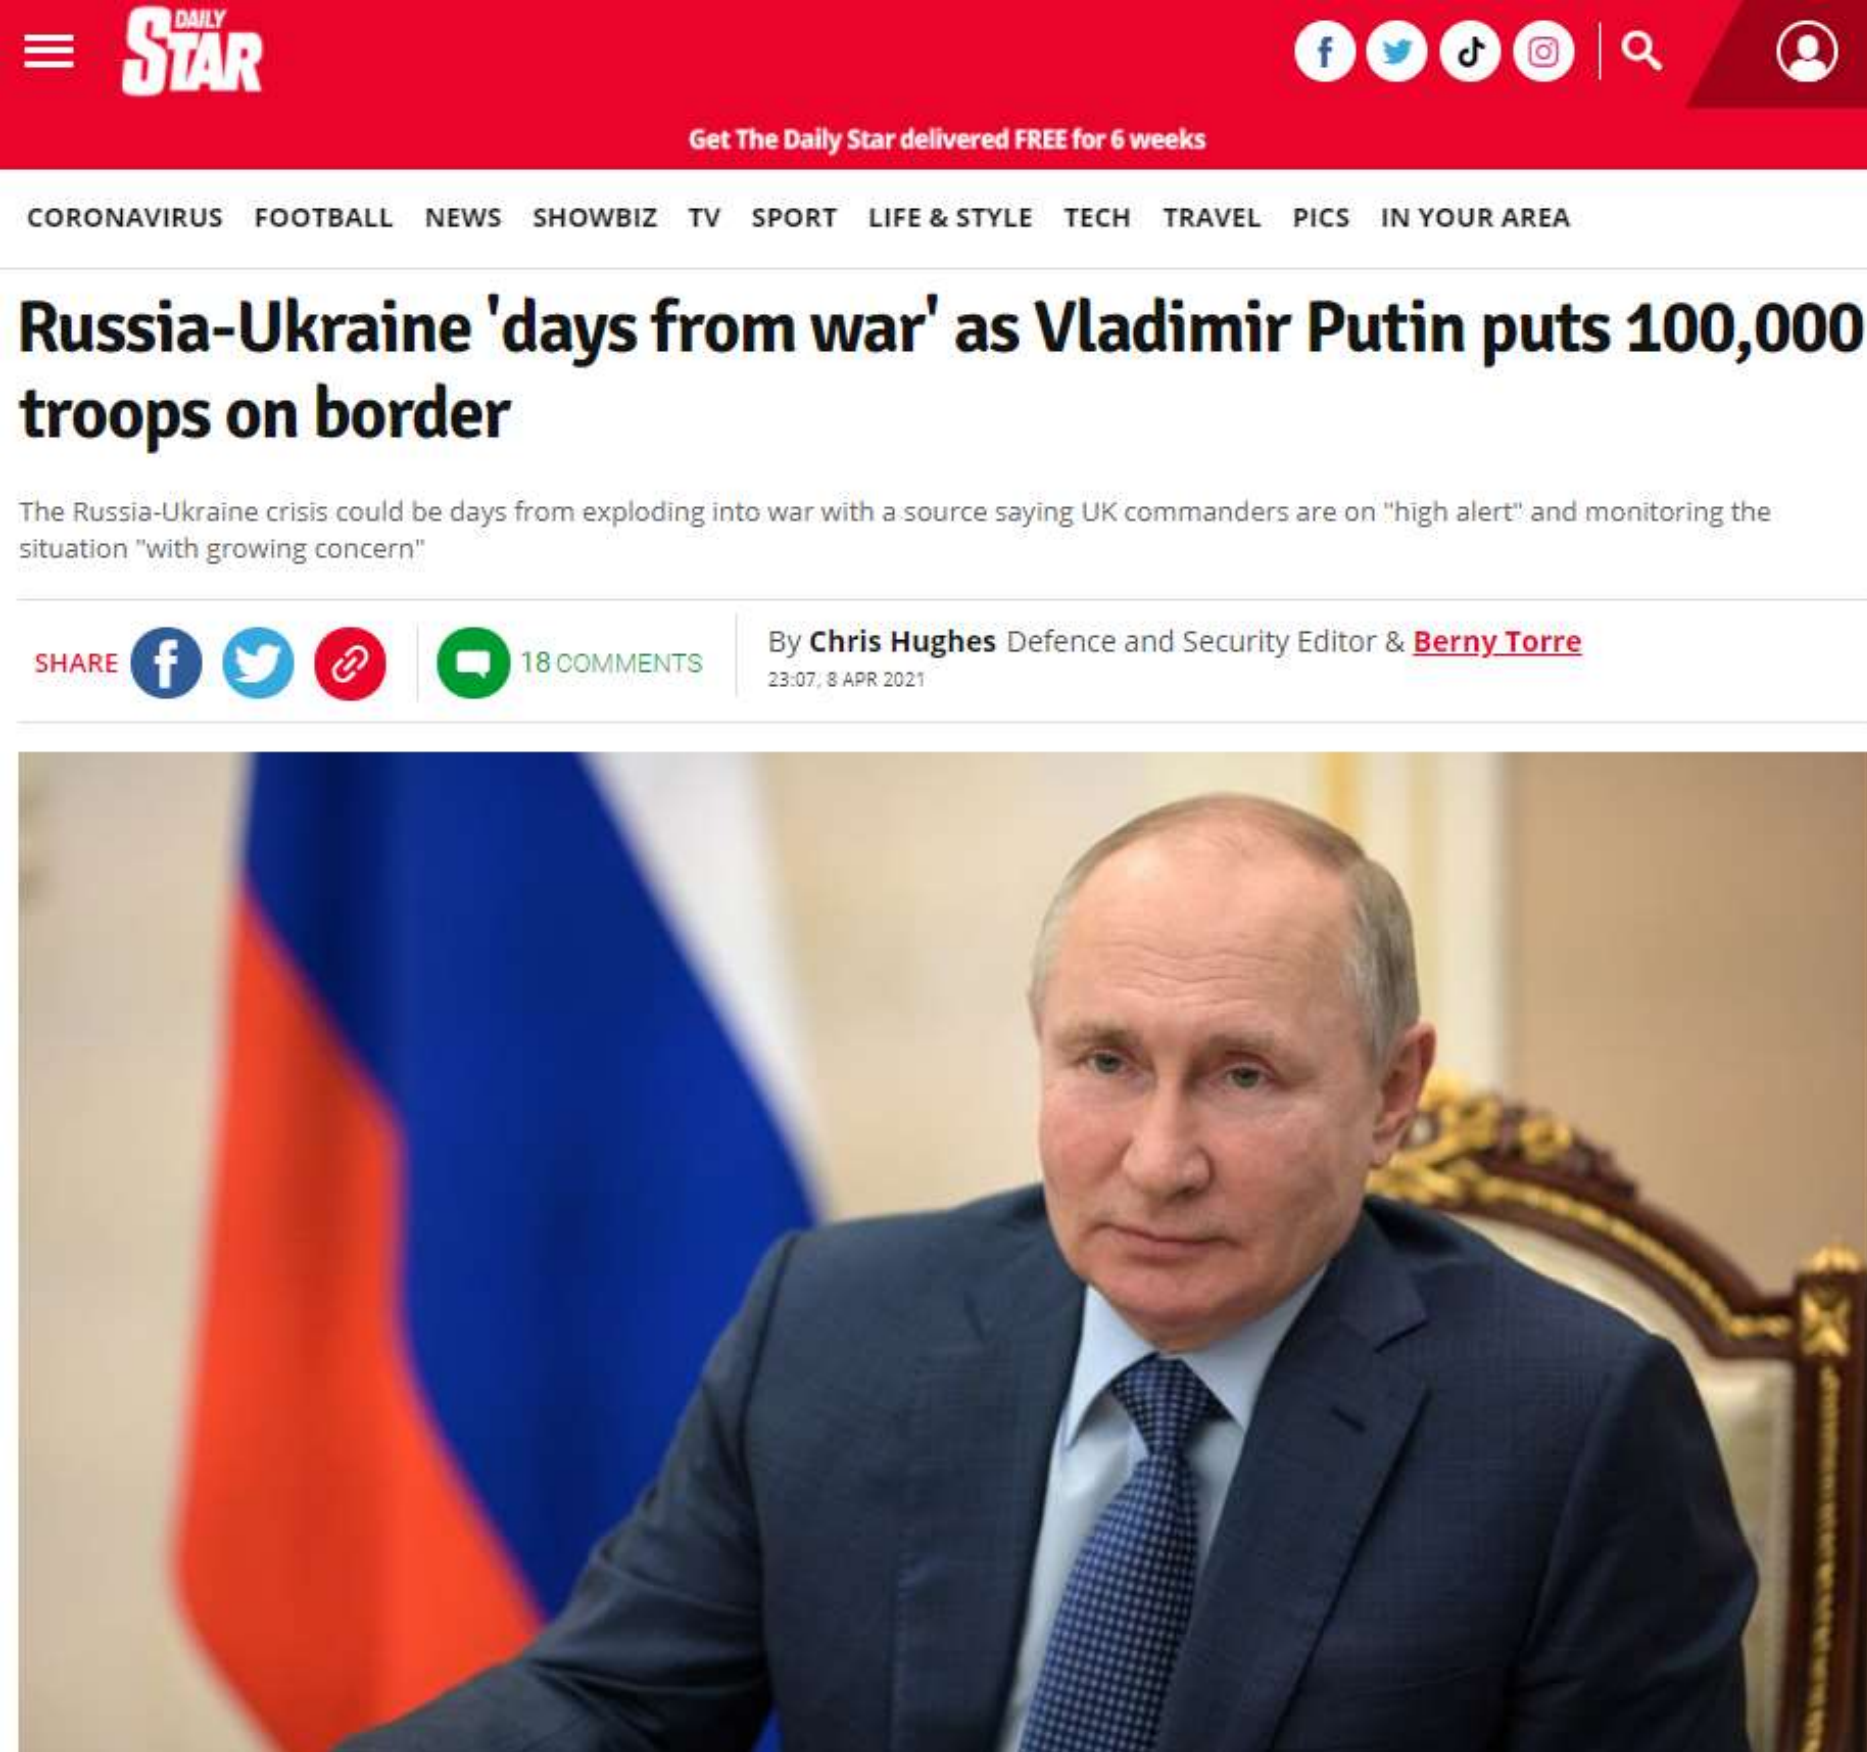 DAILY
STAR
Get The Daily Star delivered FREE for 6 weeks
CORONAVIRUS FOOTBALL NEWS SHOWBIZ TV SPORT LIFE & STYLE TECH TRAVEL PICS IN YOUR AREA
Russia-Ukraine 'days from war' as Vladimir Putin puts 100,000
troops on border
The Russia-Ukraine crisis could be days from exploding into war with a source saying UK commanders are on "high alert" and monitoring the
situation "with growing concern"
SHARE 18 COMMENTS
By Chris Hughes Defence and Security Editor & Berny Torre
23:07, 8 APR 2021